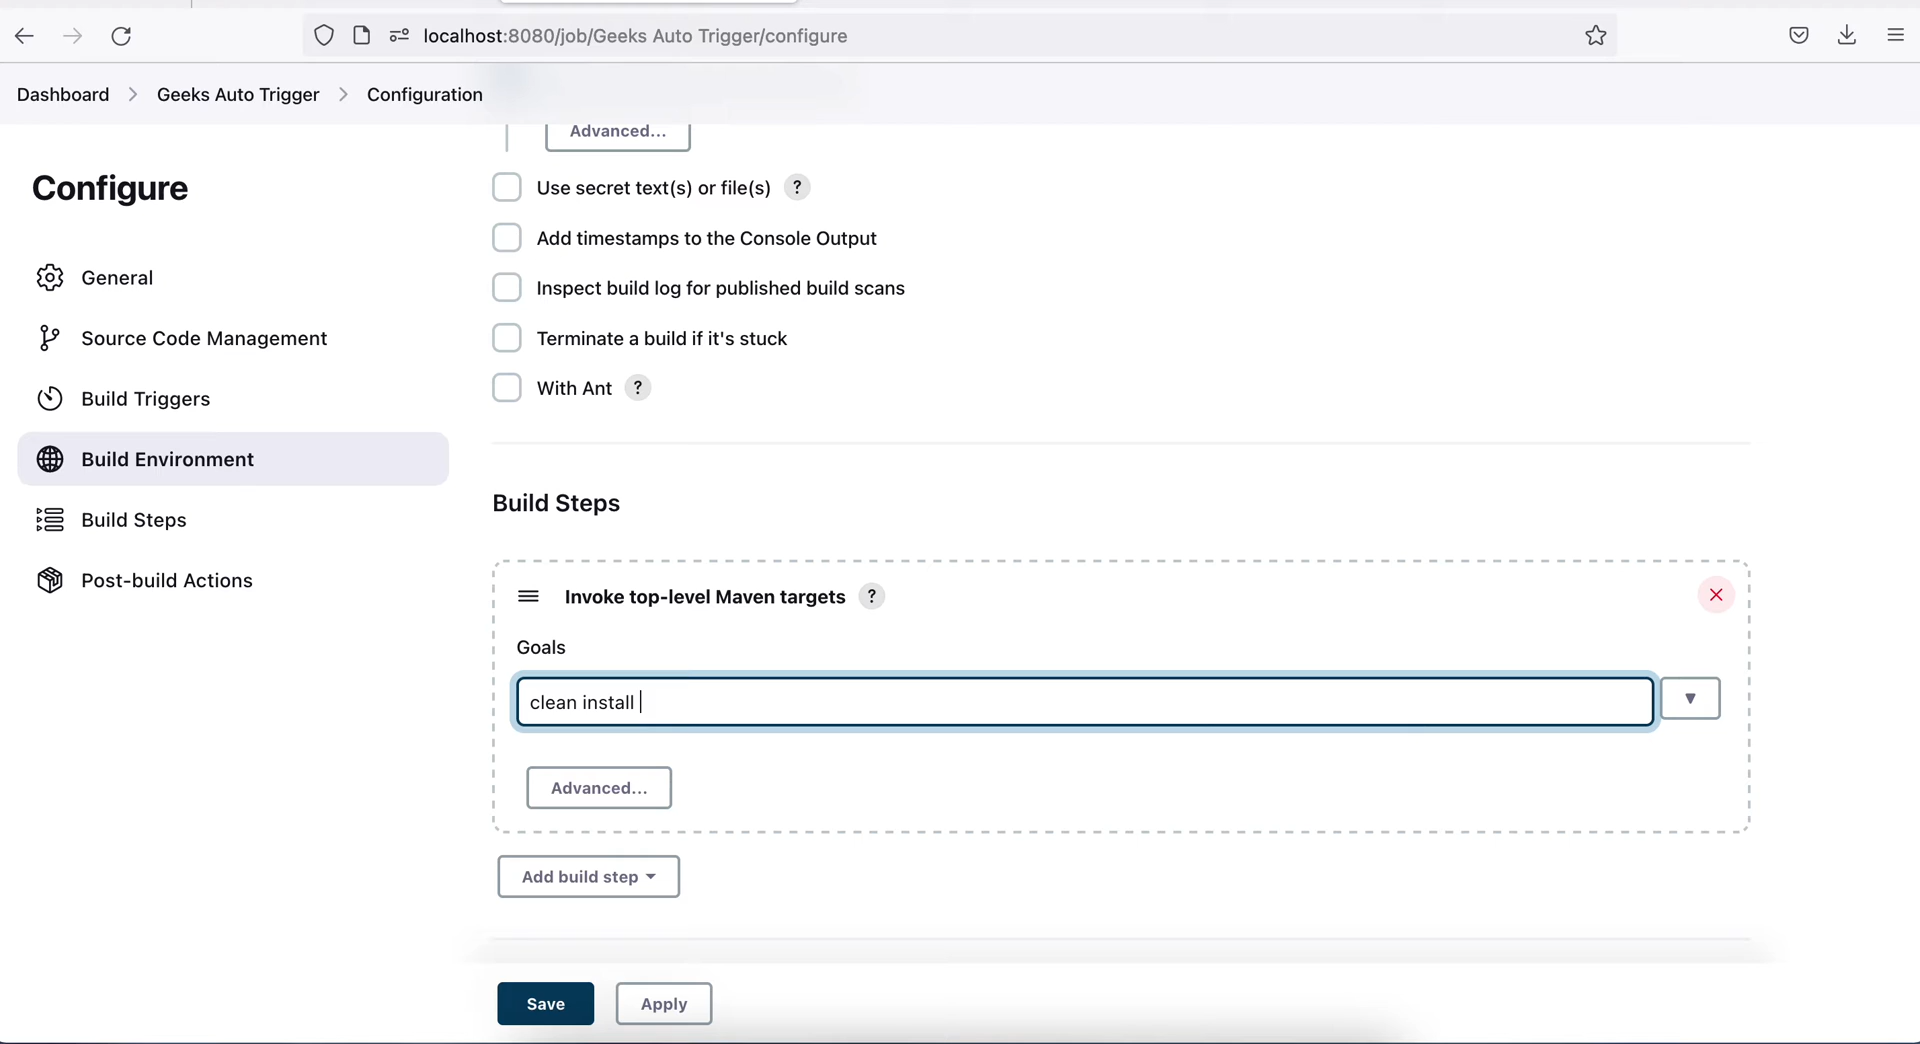 localhost:8080/job/Geeks Auto Trigger/configure
Dashboard > Geeks Auto Trigger > Configuration
Configure
General
Source Code Management
Build Triggers
Build Environment
Build Steps
Post-build Actions
Advanced...
Use secret text(s) or file(s) ?
Add timestamps to the Console Output
Inspect build log for published build scans
Terminate a build if it's stuck
With Ant ?
Build Steps
Invoke top-level Maven targets ?
Goals
clean install
Advanced...
Add build step
Save Apply